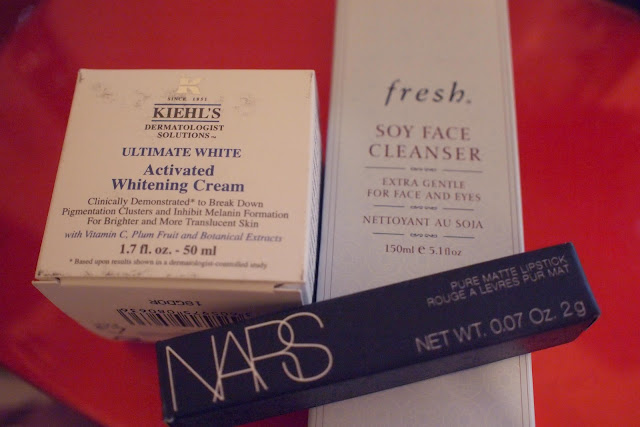 SINCE 1851
KIEHL'S
DERMATOLOGIST
SOLUTIONS™
ULTIMATE WHITE
Activated
Whitening Cream
Clinically Demonstrated* to Break Down
Pigmentation Clusters and Inhibit Melanin Formation
For Brighter and More Translucent Skin
with Vitamin C, Plum Fruit and Botanical Extracts
1.7 fl. oz. - 50 ml
* Based upon results shown in a dermatologist-controlled study
fresh®
SOY FACE
CLEANSER
EXTRA GENTLE
FOR FACE AND EYES
NETTOYANT AU SOJA
150ml e 5.1fl oz
NARS
PURE MATTE LIPSTICK
ROUGE A LEVRES PUR MAT
NET WT. 0.07 Oz. 2g